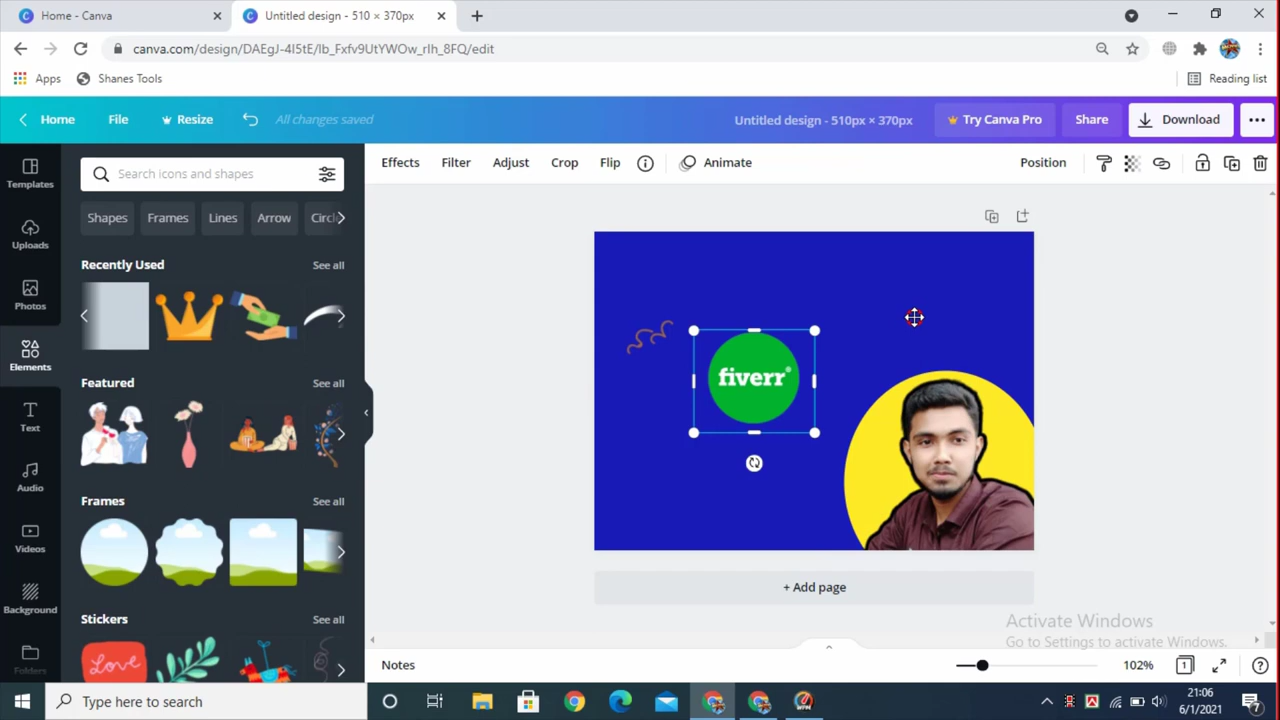 Home - Canva
Untitled design - 510 × 370px
canva.com/design/DAEgJ-4I5tE/Ib_Fxfv9UtYWOw_rIh_8FQ/edit
Apps
Shanes Tools
Reading list
Home
File
Resize
All changes saved
Untitled design - 510px × 370px
Try Canva Pro
Share
Download
Templates
Uploads
Photos
Elements
Text
Audio
Videos
Background
Folders
Search icons and shapes
Shapes
Frames
Lines
Arrow
Circl
Recently Used
See all
Featured
See all
Frames
See all
Stickers
See all
Love
Effects
Filter
Adjust
Crop
Flip
Animate
Position
fiverr®
+ Add page
Activate Windows
Go to Settings to activate Windows.
Notes
102%
1
Type here to search
21:06
6/1/2021
7